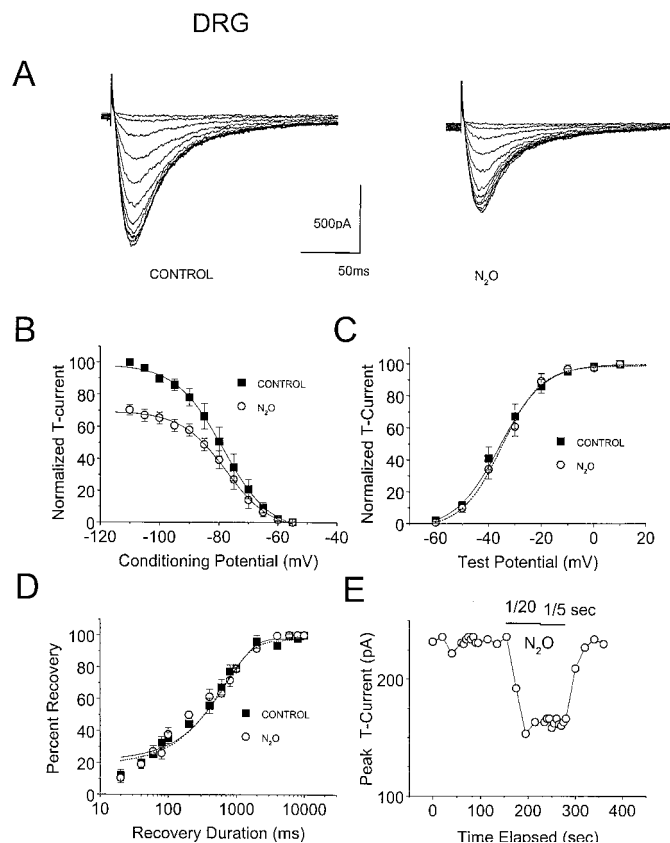 DRG
A
500pA
50ms
CONTROL
N₂O
B
C
Normalized T-current
100
80
60
40
20
0
CONTROL
N₂O
-120 -100 -80 -60 -40
Conditioning Potential (mV)
Normalized T-Current
100
80
60
40
20
0
CONTROL
N₂O
-60 -40 -20 0 20
Test Potential (mV)
D
E
Percent Recovery
100
80
60
40
20
0
CONTROL
N₂O
10 100 1000 10000
Recovery Duration (ms)
1/20 1/5 sec
N₂O
Peak T-Current (pA)
200
100
0 100 200 300 400
Time Elapsed (sec)